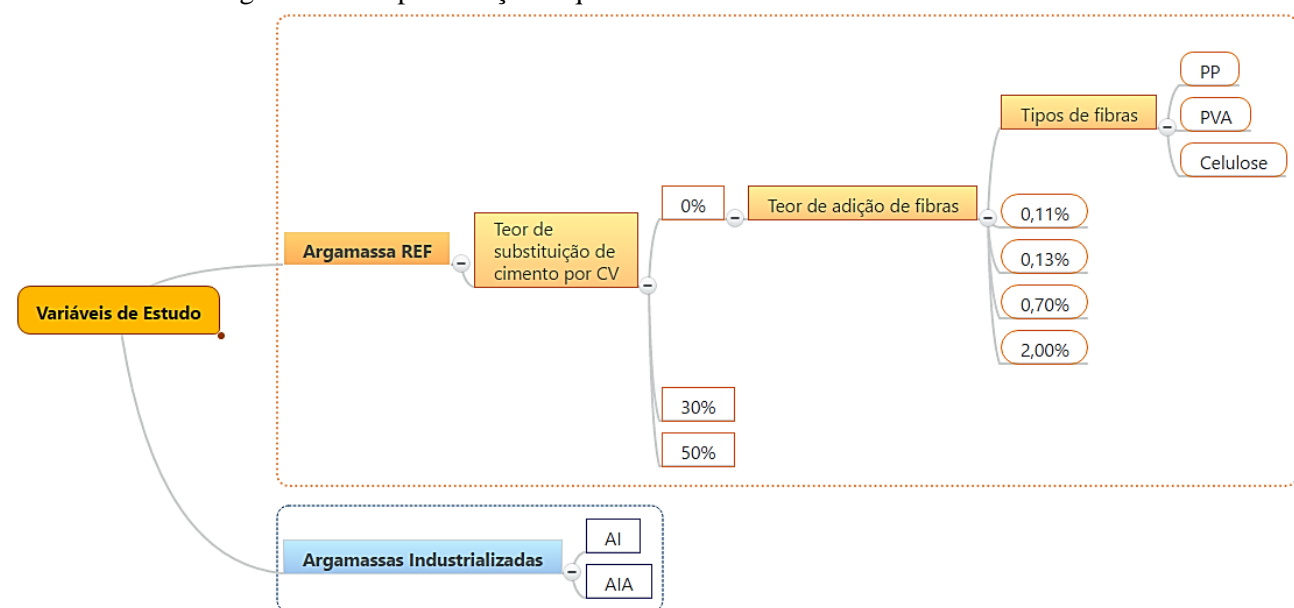 PP
Tipos de fibras
PVA
Celulose
0%
Teor de adição de fibras
0,11%
Teor de
substituição de
cimento por CV
Argamassa REF
0,13%
0,70%
Variáveis de Estudo
2,00%
30%
50%
AI
Argamassas Industrializadas
AIA